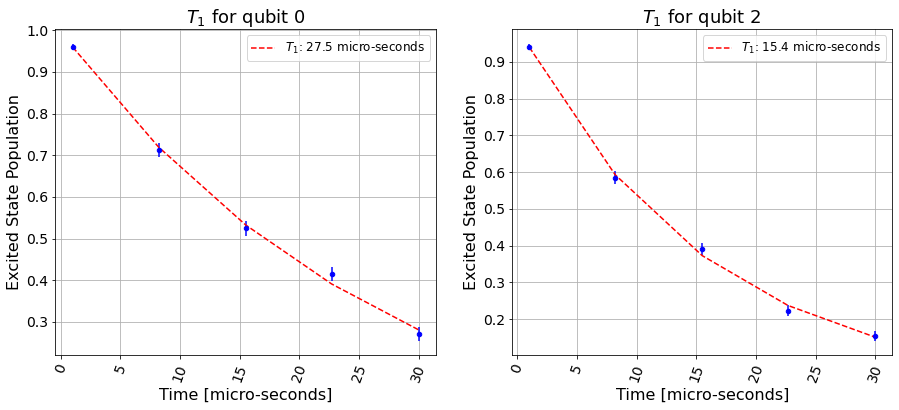 T₁ for qubit 0
T₁: 27.5 micro-seconds
Excited State Population
1.0
0.9
0.8
0.7
0.6
0.5
0.4
0.3
0 5 10 15 20 25 30
Time [micro-seconds]
T₁ for qubit 2
T₁: 15.4 micro-seconds
Excited State Population
0.9
0.8
0.7
0.6
0.5
0.4
0.3
0.2
0 5 10 15 20 25 30
Time [micro-seconds]